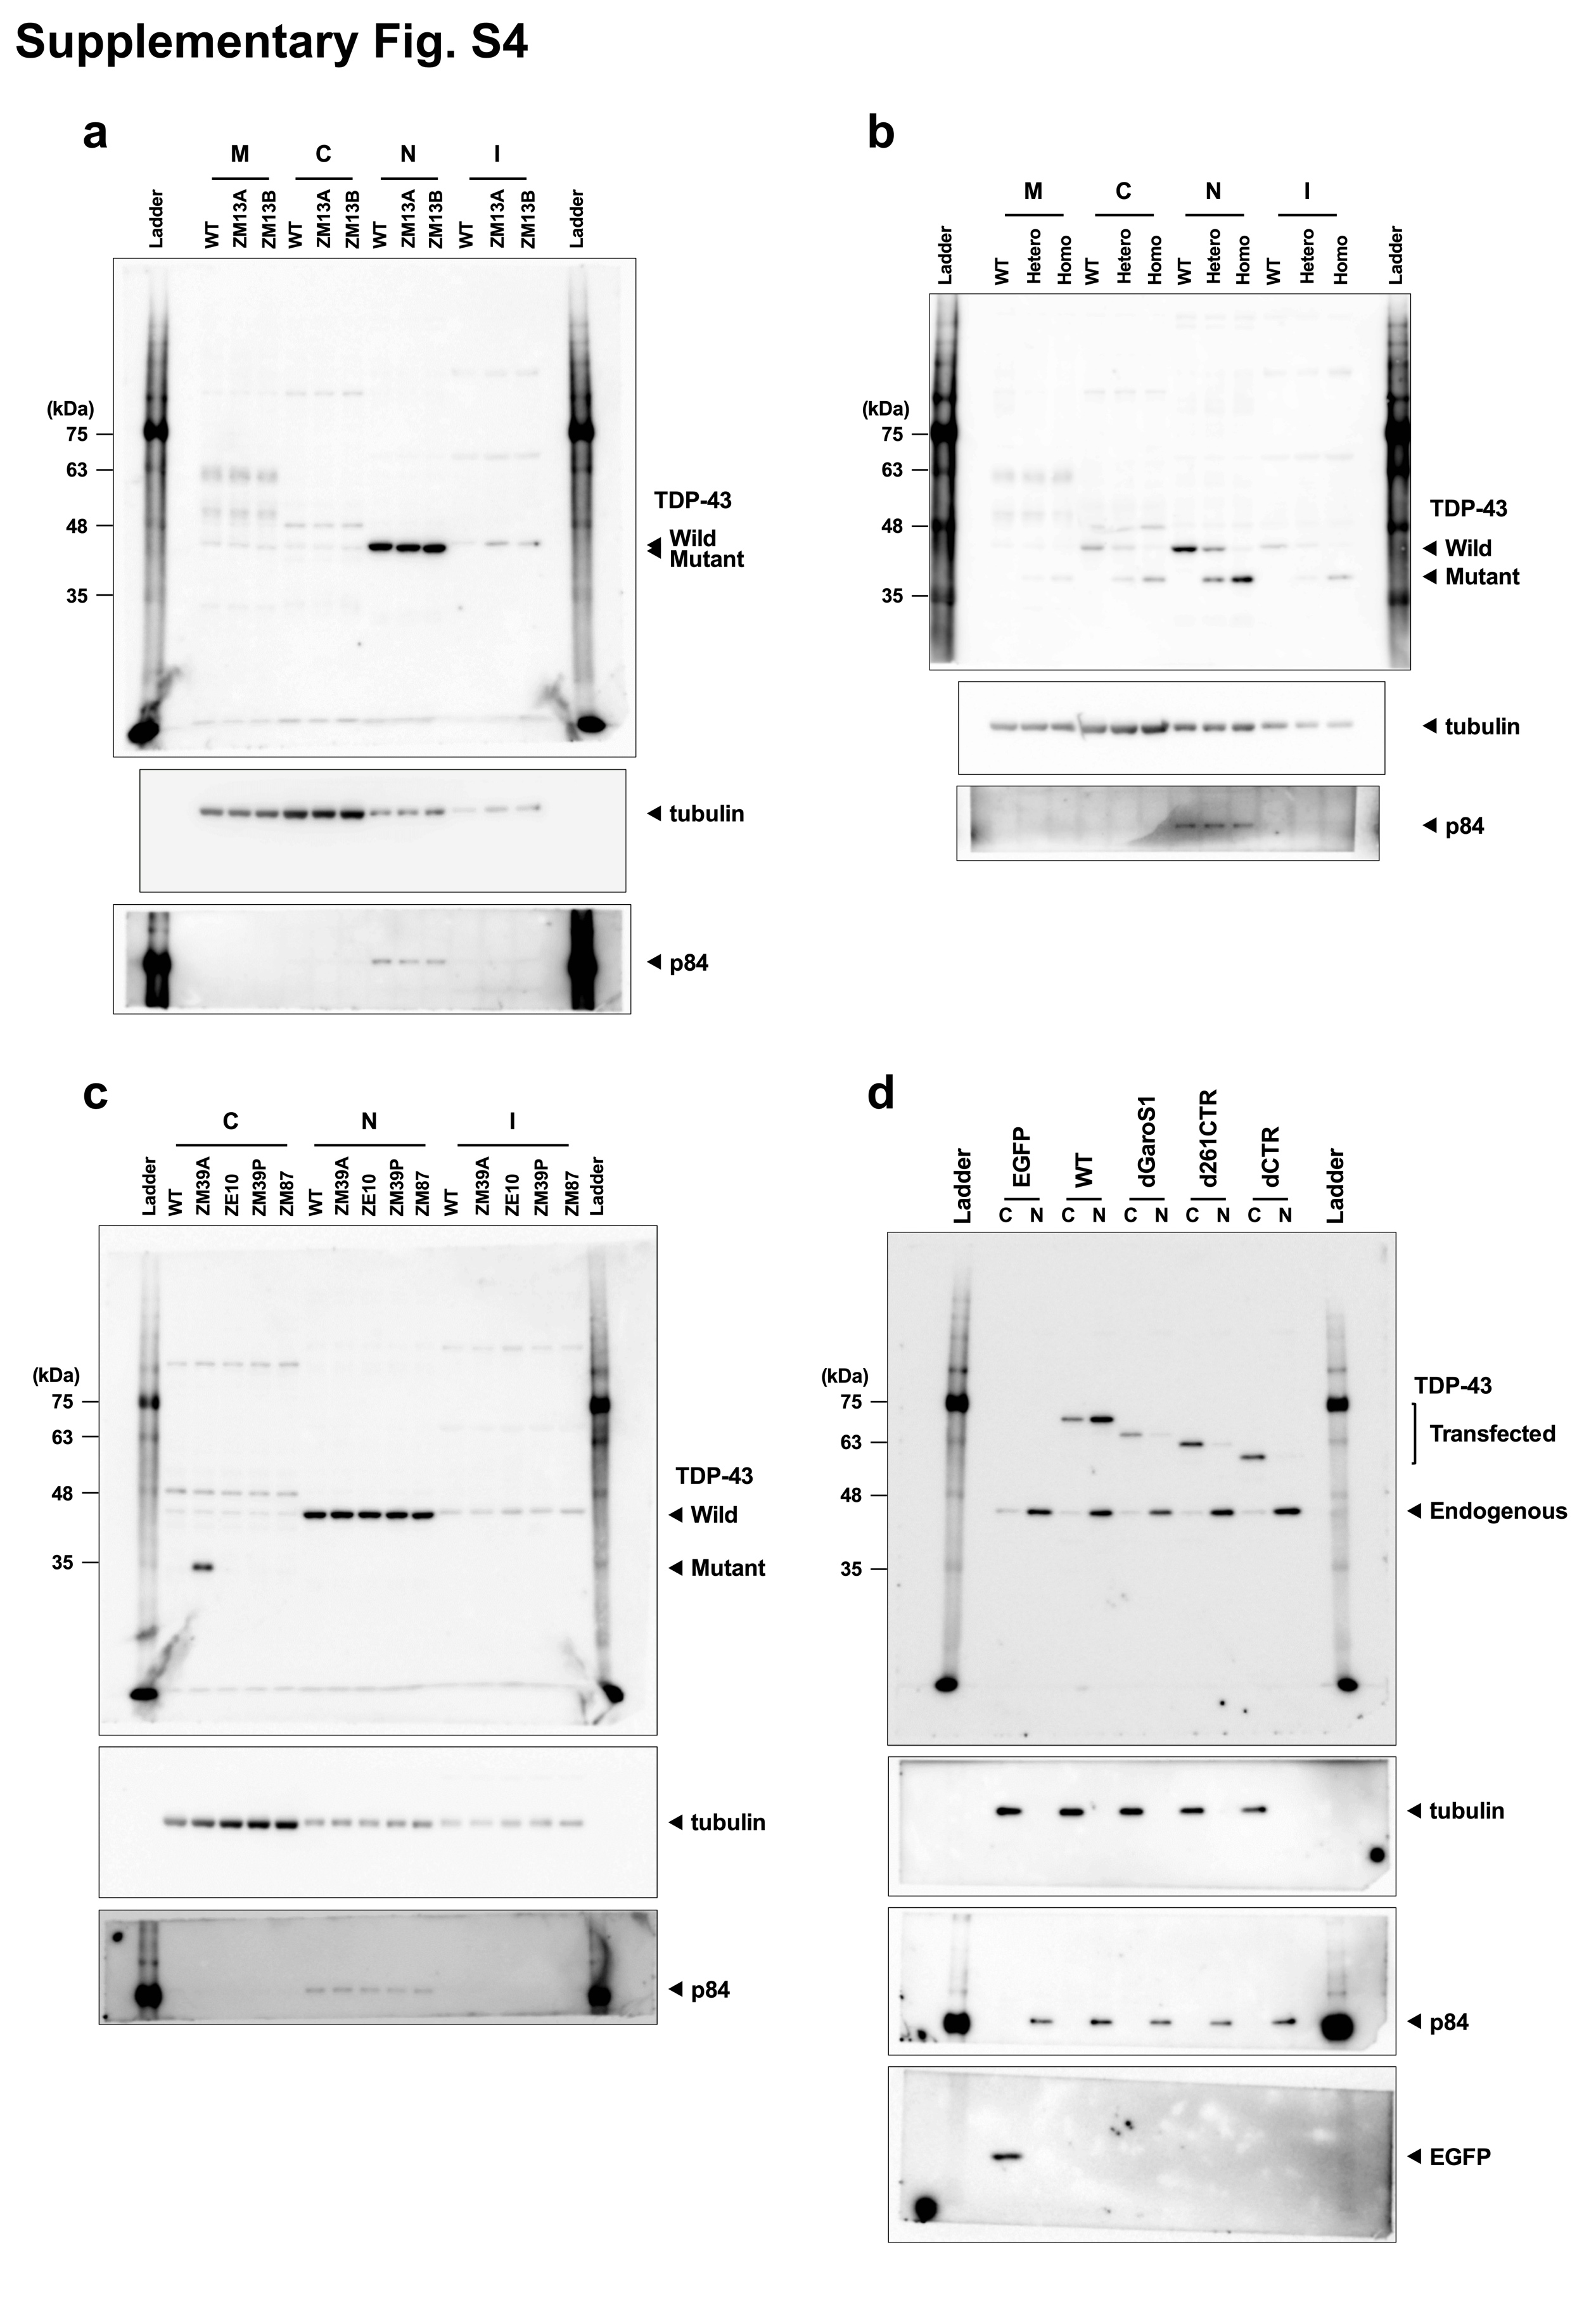 Supplementary Fig. S4
a
M C N I
Ladder WT ZM13A ZM13B WT ZM13A ZM13B WT ZM13A ZM13B WT ZM13A ZM13B Ladder
(kDa)
75
63
48
35
TDP-43
Wild
Mutant
tubulin
p84
b
M C N I
Ladder WT Hetero Homo WT Hetero Homo WT Hetero Homo WT Hetero Homo Ladder
(kDa)
75
63
48
35
TDP-43
Wild
Mutant
tubulin
p84
c
C N I
Ladder WT ZM39A ZE10 ZM39P ZM87 WT ZM39A ZE10 ZM39P ZM87 WT ZM39A ZE10 ZM39P ZM87 Ladder
(kDa)
75
63
48
35
TDP-43
Wild
Mutant
tubulin
p84
d
Ladder EGFP WT dGaroS1 d261CTR dCTR Ladder
C N C N C N C N C N
(kDa)
75
63
48
35
TDP-43
Transfected
Endogenous
tubulin
p84
EGFP